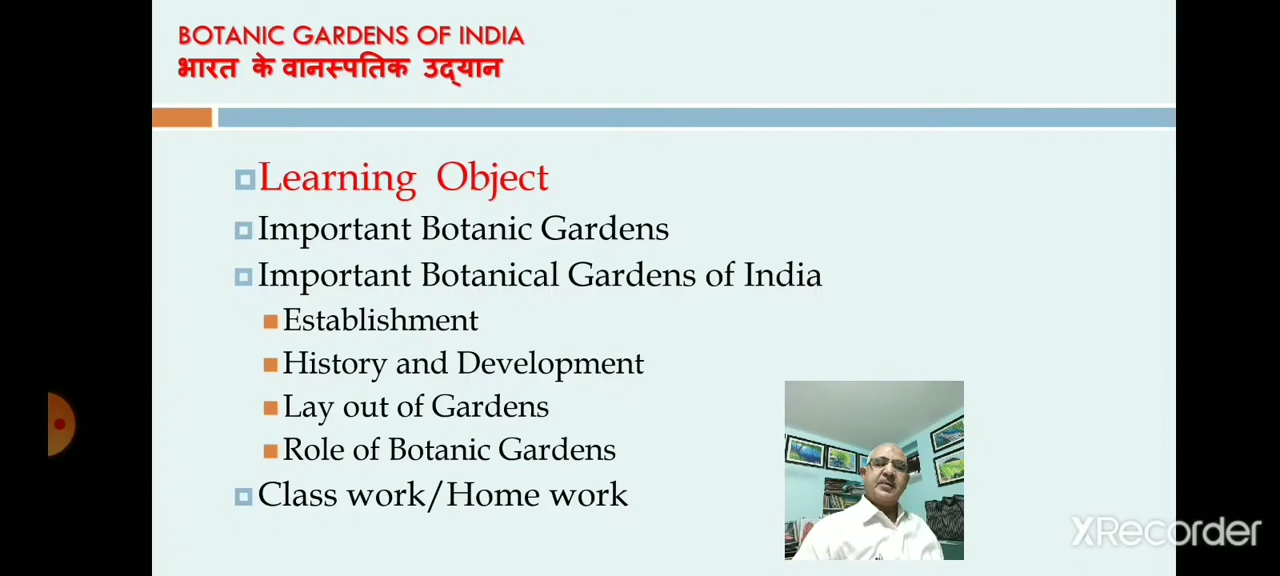 BOTANIC GARDENS OF INDIA
भारत के वानस्पतिक उद्यान
Learning Object
Important Botanic Gardens
Important Botanical Gardens of India
Establishment
History and Development
Lay out of Gardens
Role of Botanic Gardens
Class work/Home work
XRecorder